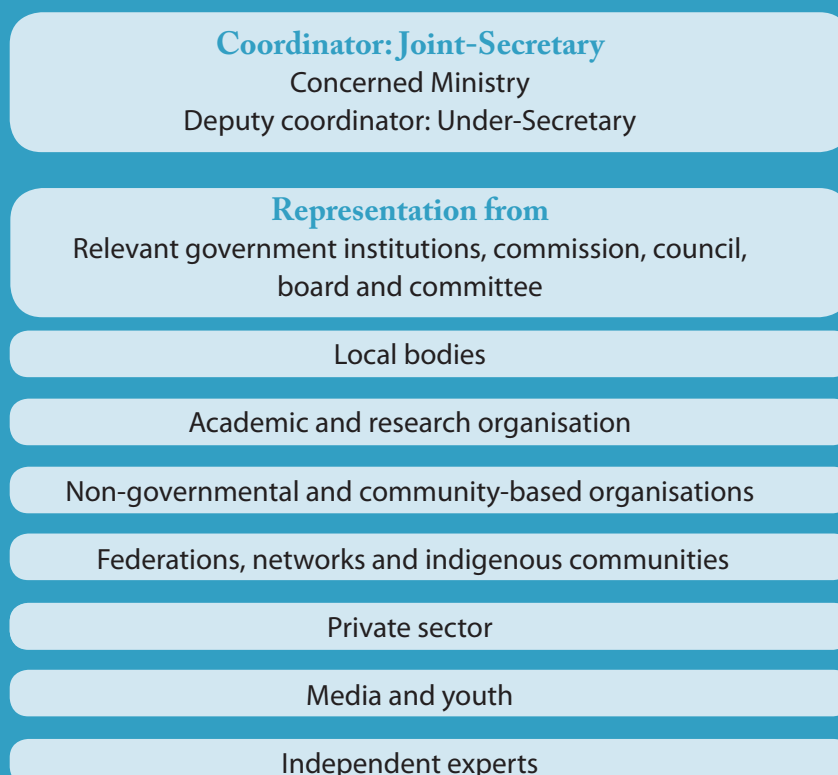 Coordinator: Joint-Secretary
Concerned Ministry
Deputy coordinator: Under-Secretary
Representation from
Relevant government institutions, commission, council,
board and committee
Local bodies
Academic and research organisation
Non-governmental and community-based organisations
Federations, networks and indigenous communities
Private sector
Media and youth
Independent experts